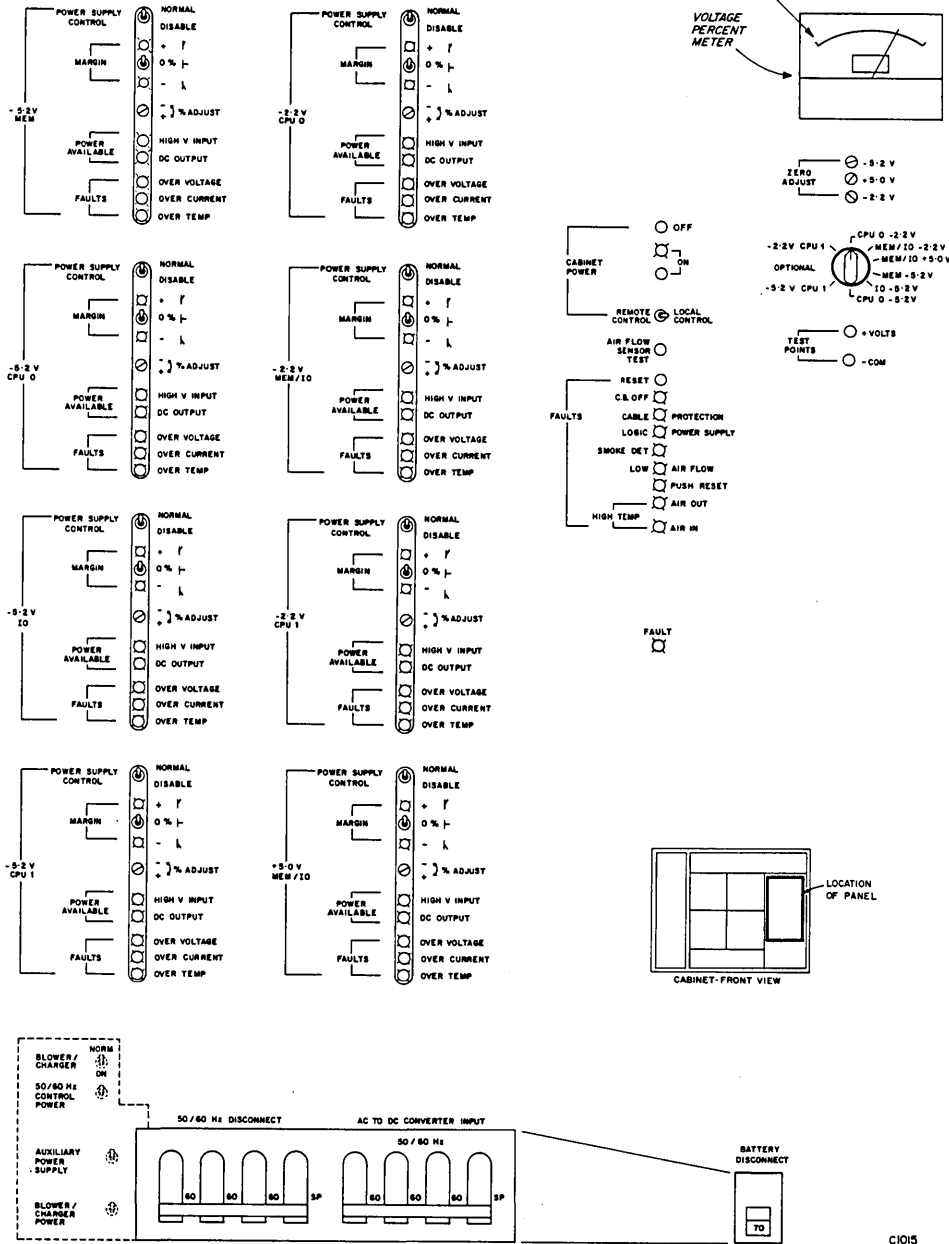 POWER SUPPLY
CONTROL
NORMAL
DISABLE
MARGIN
+
0 %
-
- 5·2V
MEM
-
+
% ADJUST
POWER
AVAILABLE
HIGH V INPUT
DC OUTPUT
FAULTS
OVER VOLTAGE
OVER CURRENT
OVER TEMP
POWER SUPPLY
CONTROL
NORMAL
DISABLE
MARGIN
+
0 %
-
-2·2V
CPU 0
-
+
% ADJUST
POWER
AVAILABLE
HIGH V INPUT
DC OUTPUT
FAULTS
OVER VOLTAGE
OVER CURRENT
OVER TEMP
POWER SUPPLY
CONTROL
NORMAL
DISABLE
MARGIN
+
0 %
-
-5·2 V
CPU 0
-
+
% ADJUST
POWER
AVAILABLE
HIGH V INPUT
DC OUTPUT
FAULTS
OVER VOLTAGE
OVER CURRENT
OVER TEMP
POWER SUPPLY
CONTROL
NORMAL
DISABLE
MARGIN
+
0 %
-
-2·2V
MEM/IO
-
+
% ADJUST
POWER
AVAILABLE
HIGH V INPUT
DC OUTPUT
FAULTS
OVER VOLTAGE
OVER CURRENT
OVER TEMP
POWER SUPPLY
CONTROL
NORMAL
DISABLE
MARGIN
+
0 %
-
-5·2 V
IO
-
+
% ADJUST
POWER
AVAILABLE
HIGH V INPUT
DC OUTPUT
FAULTS
OVER VOLTAGE
OVER CURRENT
OVER TEMP
POWER SUPPLY
CONTROL
NORMAL
DISABLE
MARGIN
+
0 %
-
-2·2 V
CPU 1
-
+
% ADJUST
POWER
AVAILABLE
HIGH V INPUT
DC OUTPUT
FAULTS
OVER VOLTAGE
OVER CURRENT
OVER TEMP
POWER SUPPLY
CONTROL
NORMAL
DISABLE
MARGIN
+
0 %
-
-5·2 V
CPU 1
-
+
% ADJUST
POWER
AVAILABLE
HIGH V INPUT
DC OUTPUT
FAULTS
OVER VOLTAGE
OVER CURRENT
OVER TEMP
POWER SUPPLY
CONTROL
NORMAL
DISABLE
MARGIN
+
0 %
-
+5·0 V
MEM/IO
-
+
% ADJUST
POWER
AVAILABLE
HIGH V INPUT
DC OUTPUT
FAULTS
OVER VOLTAGE
OVER CURRENT
OVER TEMP
VOLTAGE
PERCENT
METER
ZERO
ADJUST
-5·2 V
+5·0 V
-2·2 V
CPU 0 -2·2V
-2·2V CPU 1
MEM/IO -2·2V
MEM/IO +5·0V
OPTIONAL
MEM -5·2V
-5·2 V CPU 1
IO -5·2V
CPU 0 -5·2V
TEST
POINTS
+ VOLTS
- COM
CABINET
POWER
OFF
ON
REMOTE
CONTROL
LOCAL
CONTROL
AIR FLOW
SENSOR
TEST
FAULTS
RESET
C.B. OFF
CABLE PROTECTION
LOGIC POWER SUPPLY
SMOKE DET
LOW AIR FLOW
PUSH RESET
HIGH TEMP
AIR OUT
AIR IN
FAULT
LOCATION
OF PANEL
CABINET-FRONT VIEW
BLOWER/
CHARGER
NORM
ON
50/60 Hz
CONTROL
POWER
AUXILIARY
POWER
SUPPLY
BLOWER/
CHARGER
POWER
50/60 Hz DISCONNECT
60 60 60 SP
AC TO DC CONVERTER INPUT
50/60 Hz
60 60 60 SP
BATTERY
DISCONNECT
70
C1015